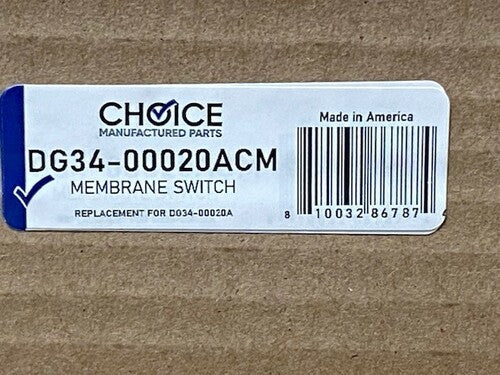 CHOICE
MANUFACTURED PARTS
DG34-00020ACM
MEMBRANE SWITCH
REPLACEMENT FOR DG34-00020A
Made in America
8 10032 86787